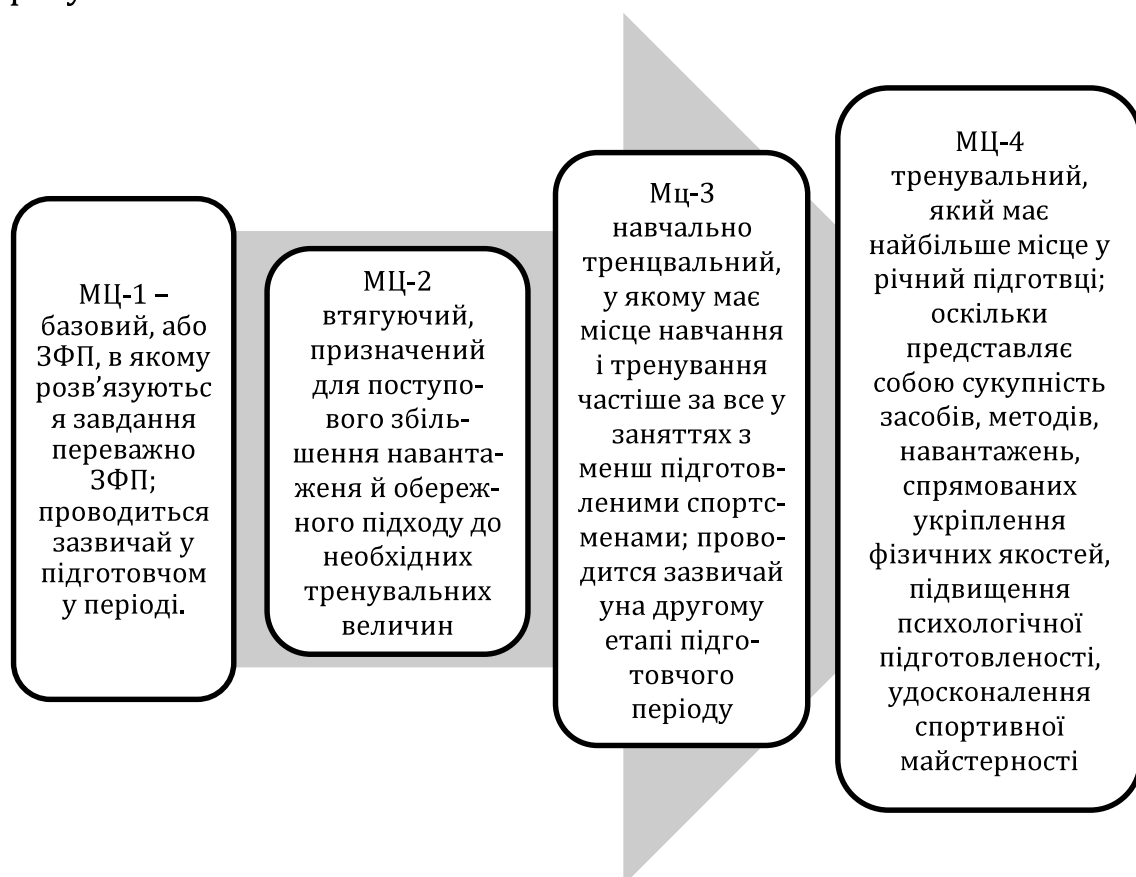 МЦ-1 –
базовий, або
ЗФП, в якому
розв’язуютьс
я завдання
переважно
ЗФП;
проводиться
зазвичай у
підготовчом
у періоді.
МЦ-2
втягуючий,
призначений
для поступо-
вого збіль-
шення наванта-
каженя й обереж-
ного підходу до
необхідних
тренувальних
величин
Мц-3
навчально
тренцвальний,
у якому має
місце навчання
і тренування
частіше за все у
заняттях з
менш підготов-
леними спортс-
менами; прово-
дится зазвичай
уна другому
етапі підго-
товчого
періоду
МЦ-4
тренувальний,
який має
найбільше місце у
річний підготвці;
оскільки
представляє
собою сукупність
засобів, методів,
навантажень,
спрямованих
укріплення
фізичних якостей,
підвищення
психологічної
підготовленості,
удосконалення
спортивної
майстерності